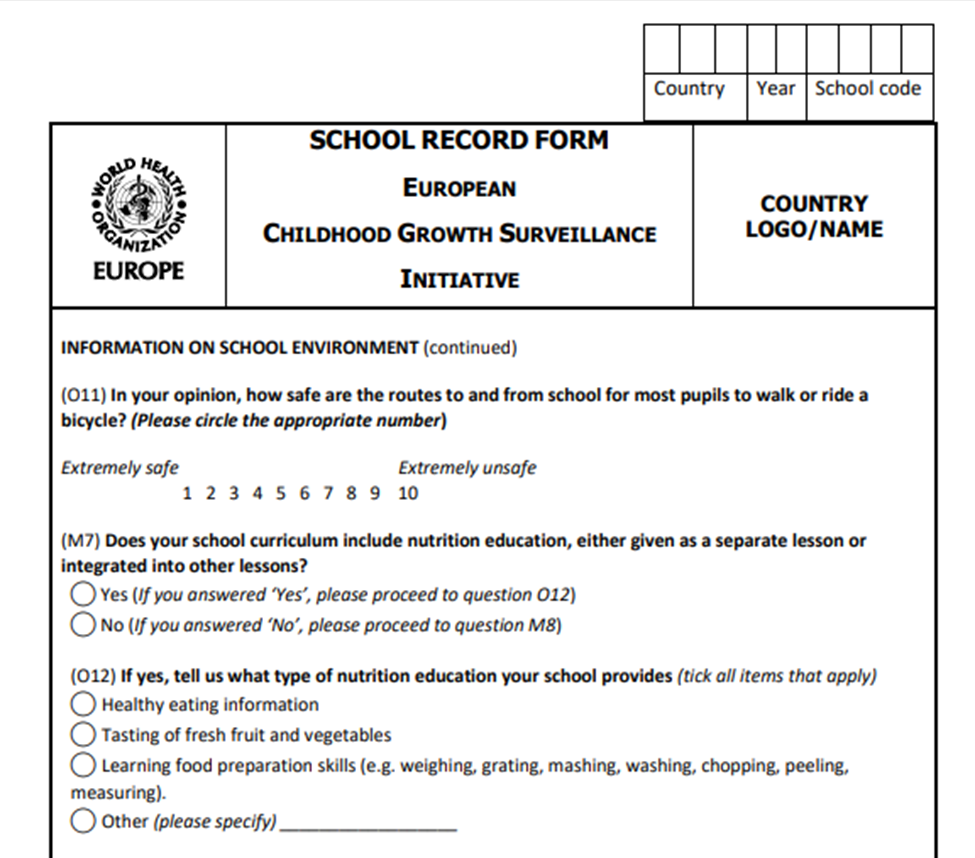 Country Year School code
WORLD HEALTH ORGANIZATION
EUROPE
SCHOOL RECORD FORM
EUROPEAN
CHILDHOOD GROWTH SURVEILLANCE
INITIATIVE
COUNTRY
LOGO/NAME
INFORMATION ON SCHOOL ENVIRONMENT (continued)
(O11) In your opinion, how safe are the routes to and from school for most pupils to walk or ride a
bicycle? (Please circle the appropriate number)
Extremely safe Extremely unsafe
1 2 3 4 5 6 7 8 9 10
(M7) Does your school curriculum include nutrition education, either given as a separate lesson or
integrated into other lessons?
Yes (If you answered ‘Yes’, please proceed to question O12)
No (If you answered ‘No’, please proceed to question M8)
(O12) If yes, tell us what type of nutrition education your school provides (tick all items that apply)
Healthy eating information
Tasting of fresh fruit and vegetables
Learning food preparation skills (e.g. weighing, grating, mashing, washing, chopping, peeling,
measuring).
Other (please specify) ___________________